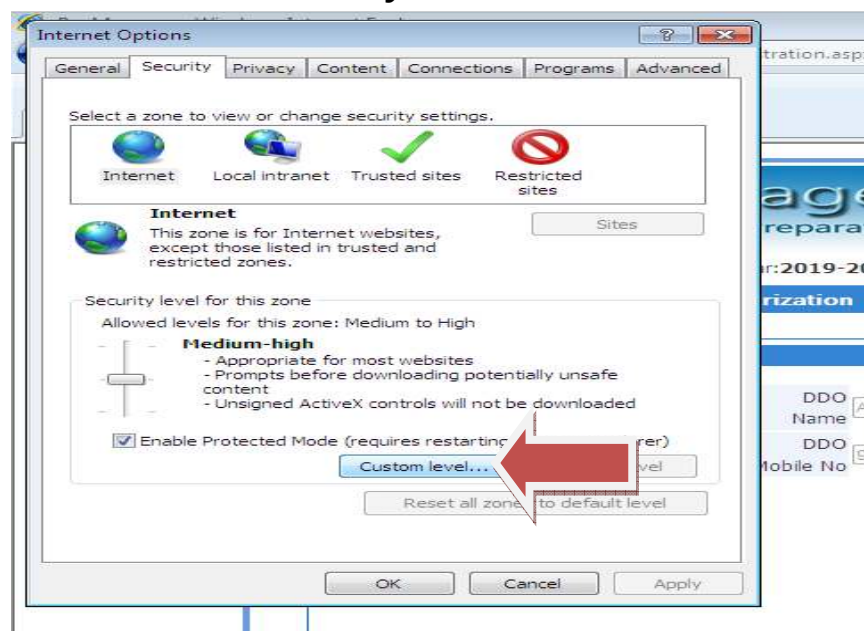 Internet Options
tration.asp
General Security Privacy Content Connections Programs Advanced
Select a zone to view or change security settings.
Internet Local intranet Trusted sites Restricted sites
Internet
This zone is for Internet websites,
except those listed in trusted and
restricted zones.
Sites
age
repara
r:2019-20
rization
Security level for this zone
Allowed levels for this zone: Medium to High
Medium-high
- Appropriate for most websites
- Prompts before downloading potentially unsafe
content
- Unsigned ActiveX controls will not be downloaded
DDO
Name
DDO
Mobile No
Enable Protected Mode (requires restarting rer)
Custom level... vel
Reset all zone to default level
OK Cancel Apply